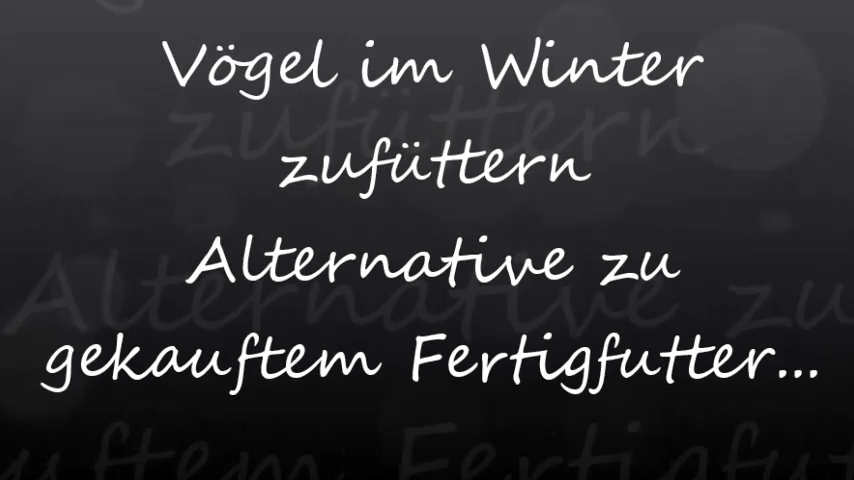 Vögel im Winter
zufüttern
Alternative zu
gekauftem Fertigfutter...